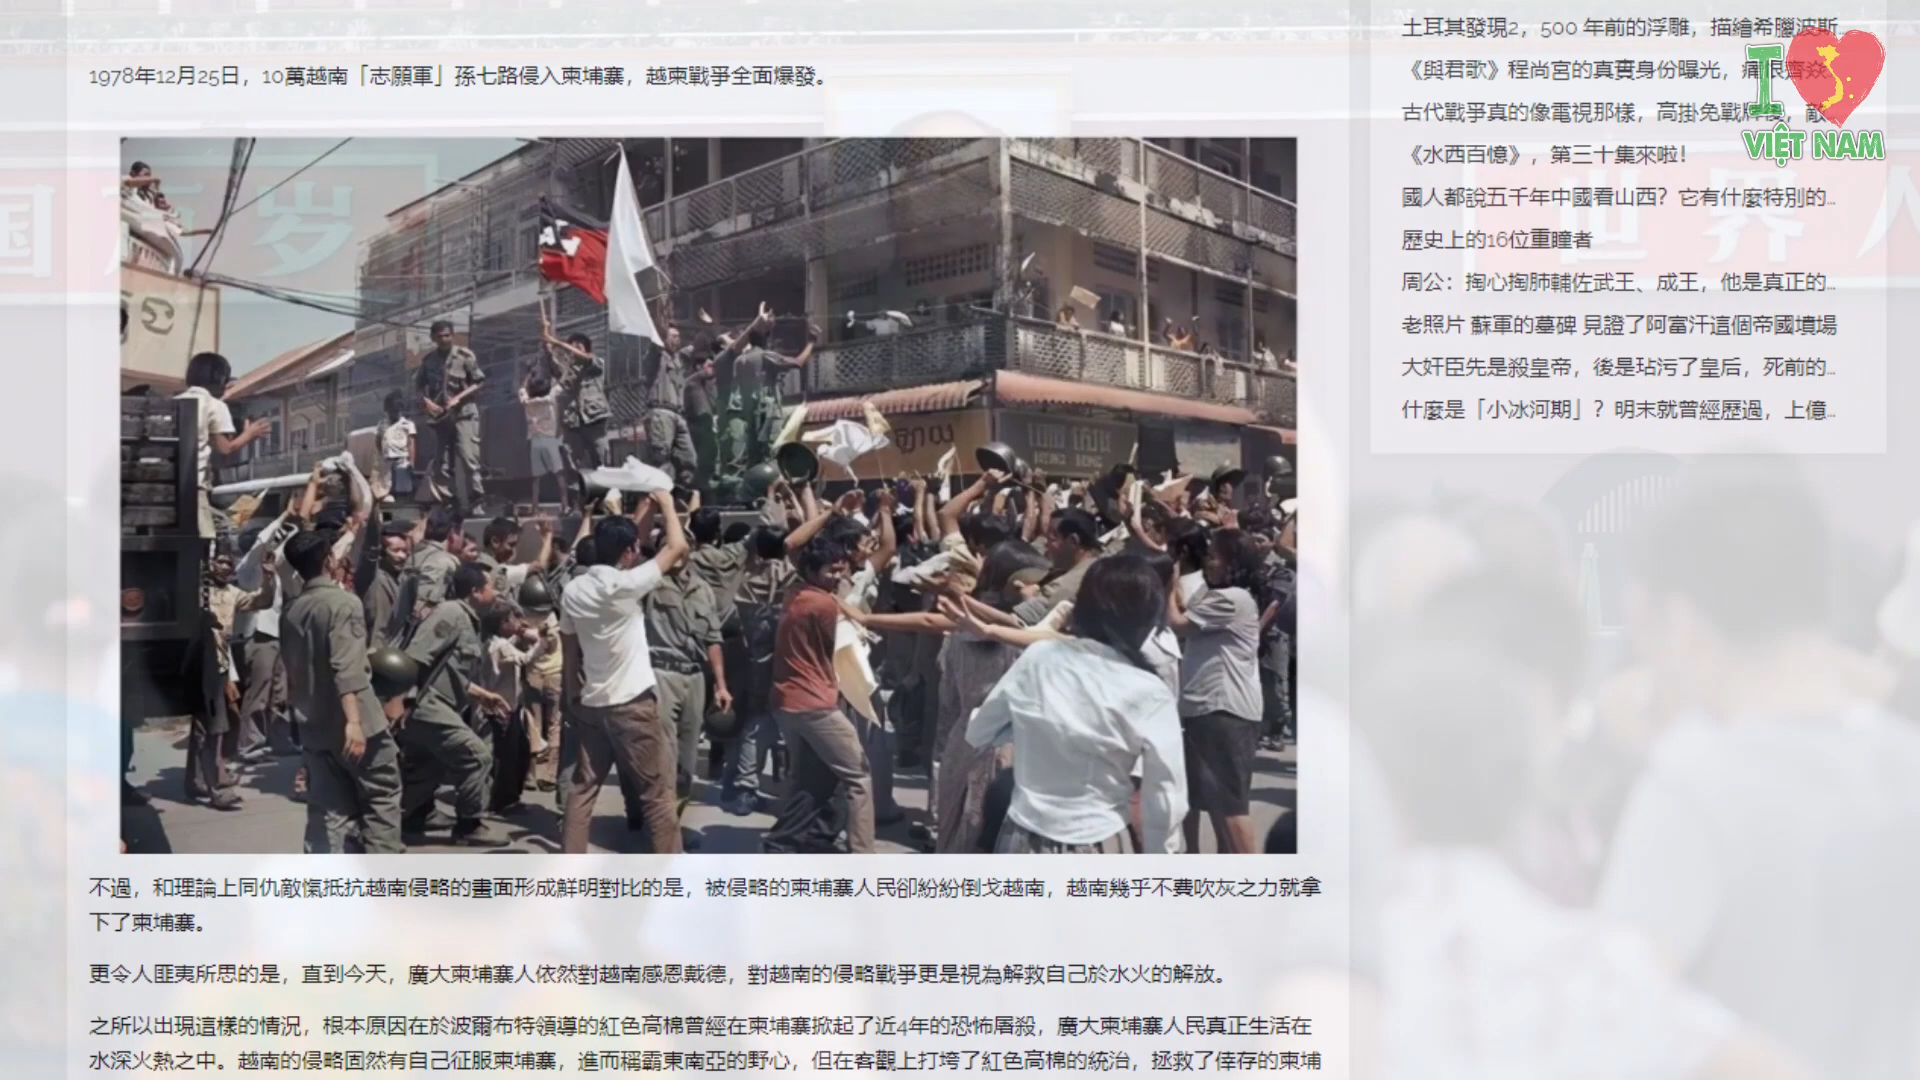 1978年12月25日，10萬越南「志願軍」孫七路侵入柬埔寨，越柬戰爭全面爆發。
不過，和理論上同仇敵愾抵抗越南侵略的畫面形成鮮明對比的是，被侵略的柬埔寨人民卻紛紛倒戈越南，越南幾乎不費吹灰之力就拿
下了柬埔寨。
更令人匪夷所思的是，直到今天，廣大柬埔寨人依然對越南感恩戴德，對越南的侵略戰爭更是視為解救自己於水火的解放。
之所以出現這樣的情況，根本原因在於波爾布特領導的紅色高棉曾經在柬埔寨掀起了近4年的恐怖屠殺，廣大柬埔寨人民真正生活在
水深火熱之中。越南的侵略固然有自己征服柬埔寨，進而稱霸東南亞的野心，但在客觀上打垮了紅色高棉的統治，拯救了倖存的柬埔
土耳其發現2，500 年前的浮雕，描繪希臘波斯...
《與君歌》程尚宮的真實身份曝光，痛恨齊焱
古代戰爭真的像電視那樣，高掛免戰牌後，敵
《水西百憶》，第三十集來啦！
國人都說五千年中國看山西？它有什麼特別的...
歷史上的16位重瞳者
周公：掏心掏肺輔佐武王、成王，他是真正的...
老照片 蘇軍的墓碑 見證了阿富汗這個帝國墳場
大奸臣先是殺皇帝，後是玷污了皇后，死前的...
什麼是「小冰河期」？明末就曾經歷過，上億...
I
VIỆT NAM
国万岁
世界人